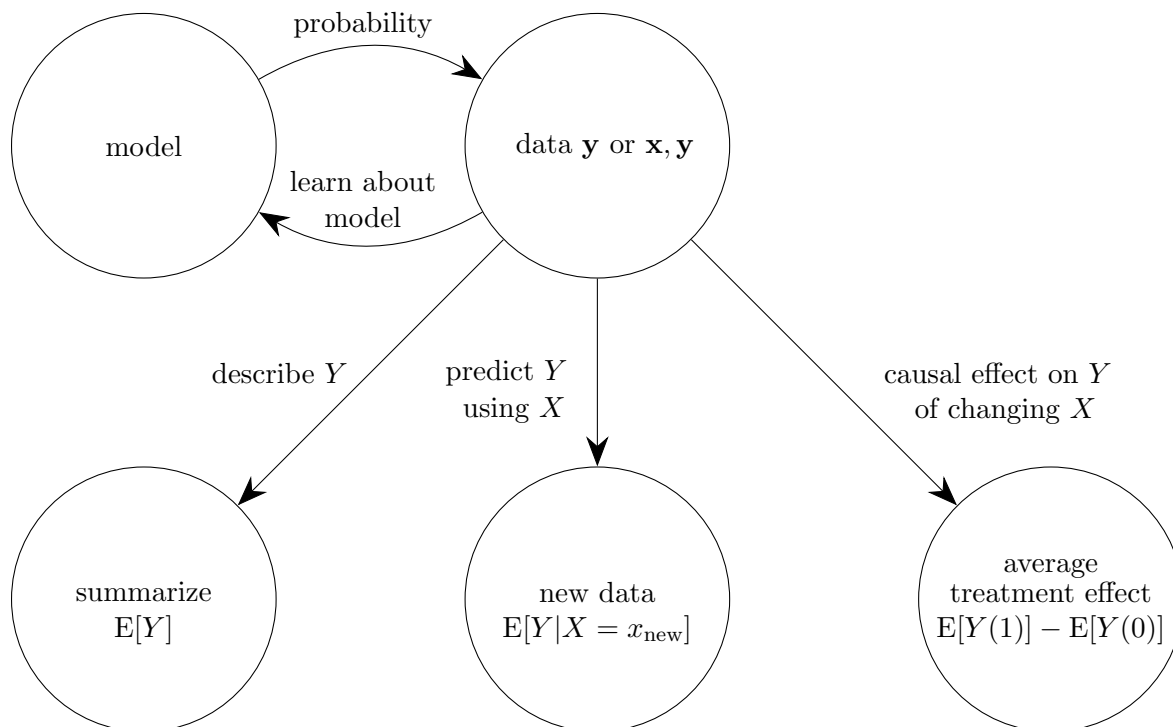 probability
model
data y or x, y
learn about
model
describe Y
predict Y
using X
causal effect on Y
of changing X
summarize
E[Y]
new data
E[Y|X = x_new]
average
treatment effect
E[Y(1)] − E[Y(0)]